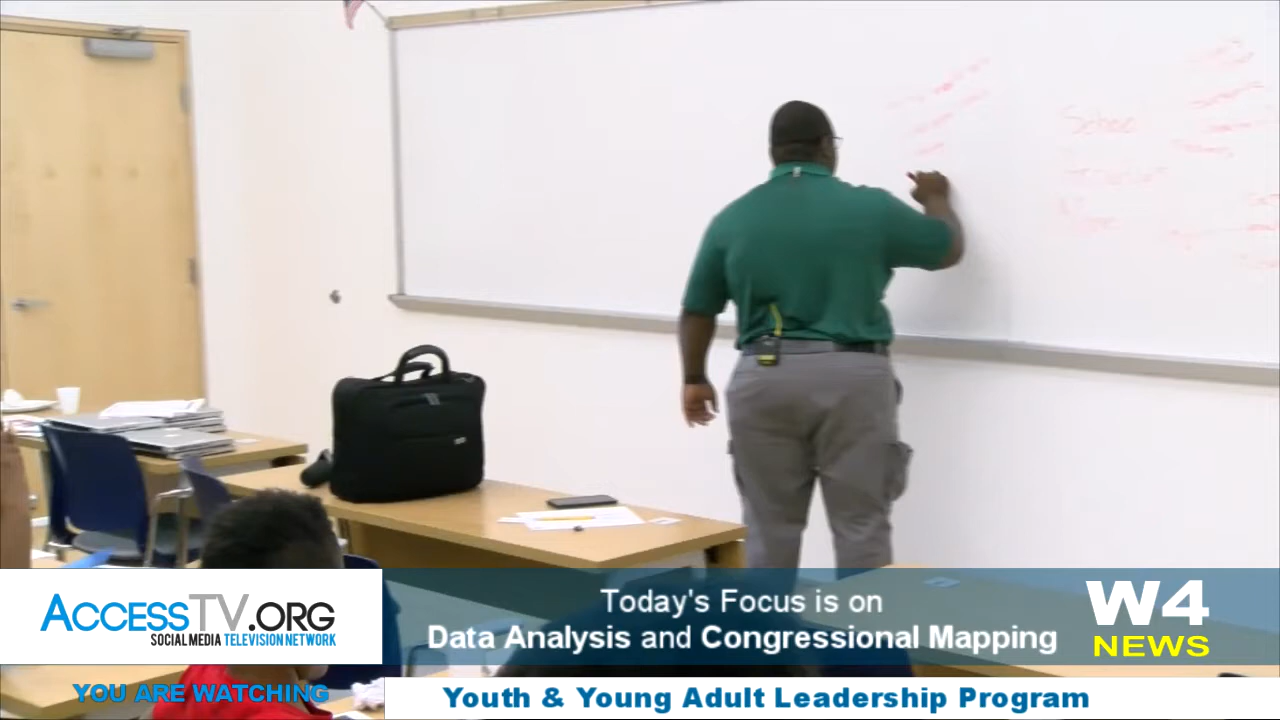 School
ACCESSTV.ORG
SOCIAL MEDIA TELEVISION NETWORK
Today's Focus is on
Data Analysis and Congressional Mapping
W4
NEWS
YOU ARE WATCHING
Youth & Young Adult Leadership Program